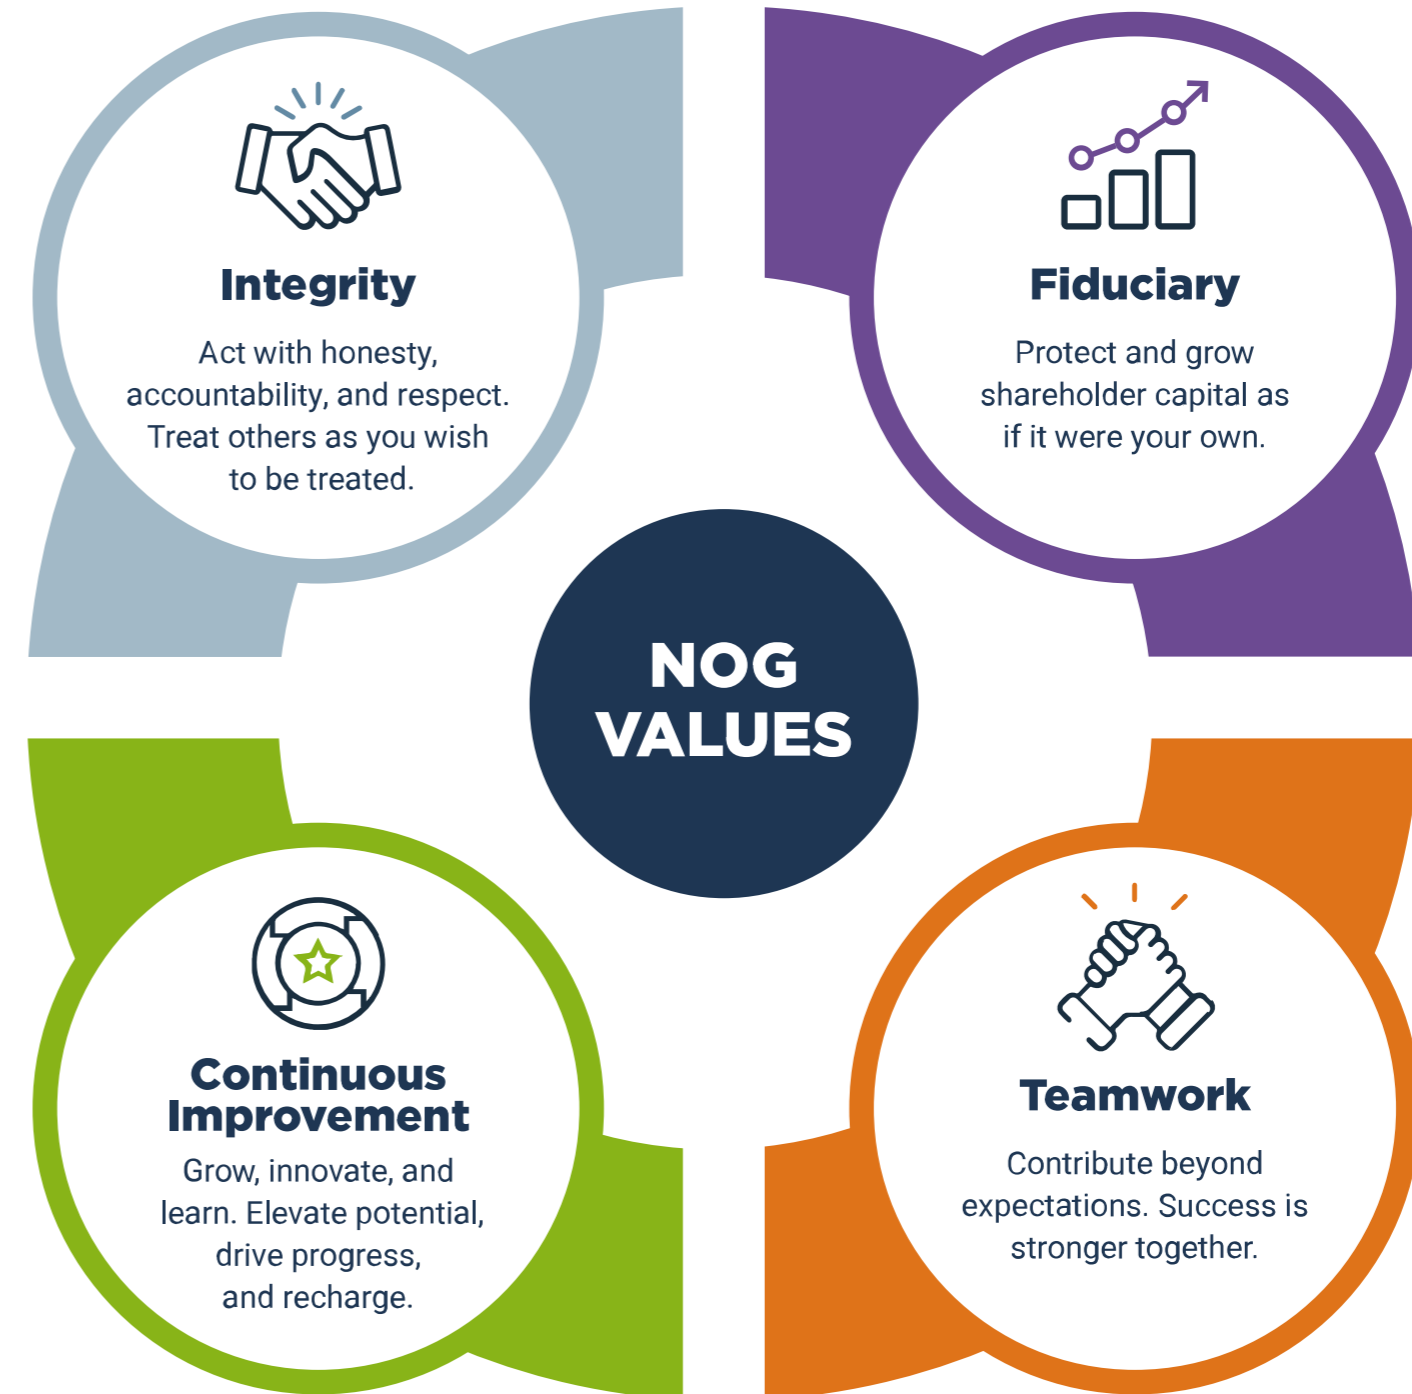 Integrity
Act with honesty,
accountability, and respect.
Treat others as you wish
to be treated.
Fiduciary
Protect and grow
shareholder capital as
if it were your own.
NOG
VALUES
Continuous
Improvement
Grow, innovate, and
learn. Elevate potential,
drive progress,
and recharge.
Teamwork
Contribute beyond
expectations. Success is
stronger together.